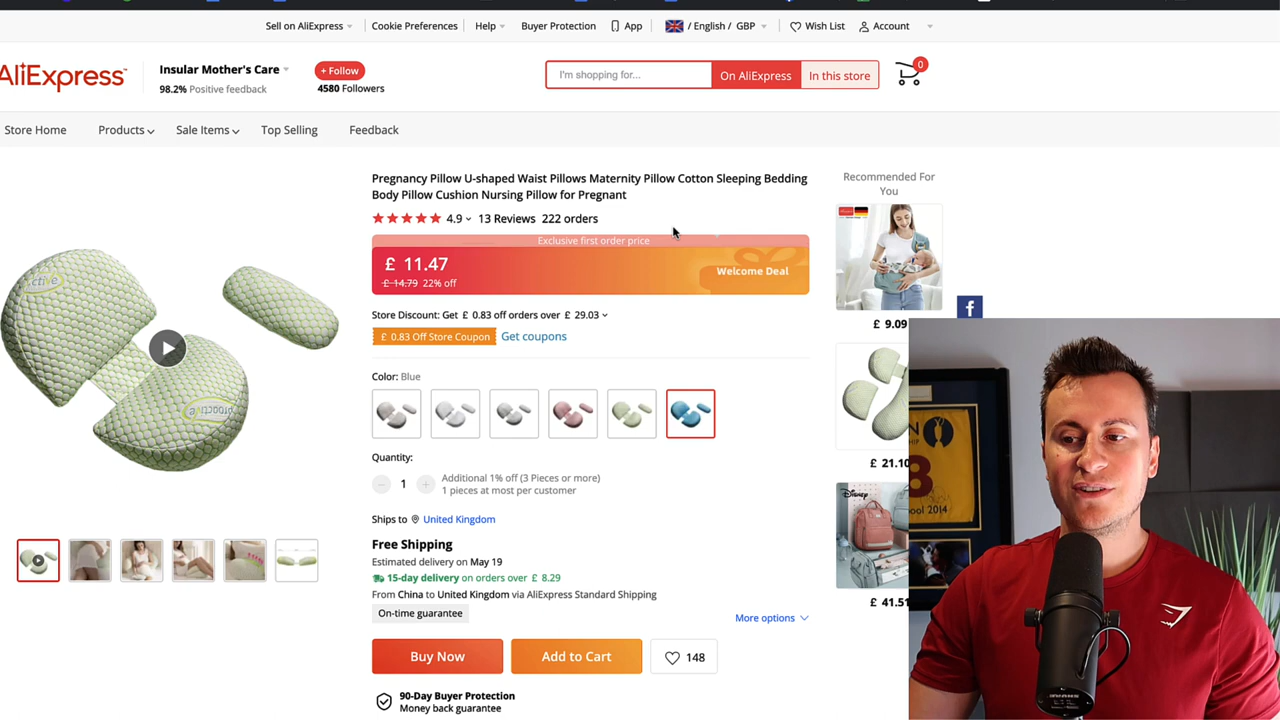 Sell on AliExpress Cookie Preferences Help Buyer Protection App / English / GBP Wish List Account
AliExpress
Insular Mother's Care
+ Follow
98.2% Positive feedback
4580 Followers
I'm shopping for...
On AliExpress
In this store
0
Store Home Products Sale Items Top Selling Feedback
Pregnancy Pillow U-shaped Waist Pillows Maternity Pillow Cotton Sleeping Bedding
Body Pillow Cushion Nursing Pillow for Pregnant
4.9 13 Reviews 222 orders
Exclusive first order price
£ 11.47
£ 14.79 22% off
Welcome Deal
Store Discount: Get £ 0.83 off orders over £ 29.03
£ 0.83 Off Store Coupon Get coupons
Color: Blue
Quantity:
1
Additional 1% off (3 Pieces or more)
1 pieces at most per customer
Ships to United Kingdom
Free Shipping
Estimated delivery on May 19
15-day delivery on orders over £ 8.29
From China to United Kingdom via AliExpress Standard Shipping
On-time guarantee
More options
Buy Now
Add to Cart
148
90-Day Buyer Protection
Money back guarantee
Recommended For
You
£ 9.09
£ 21.10
Disney
£ 41.51
f